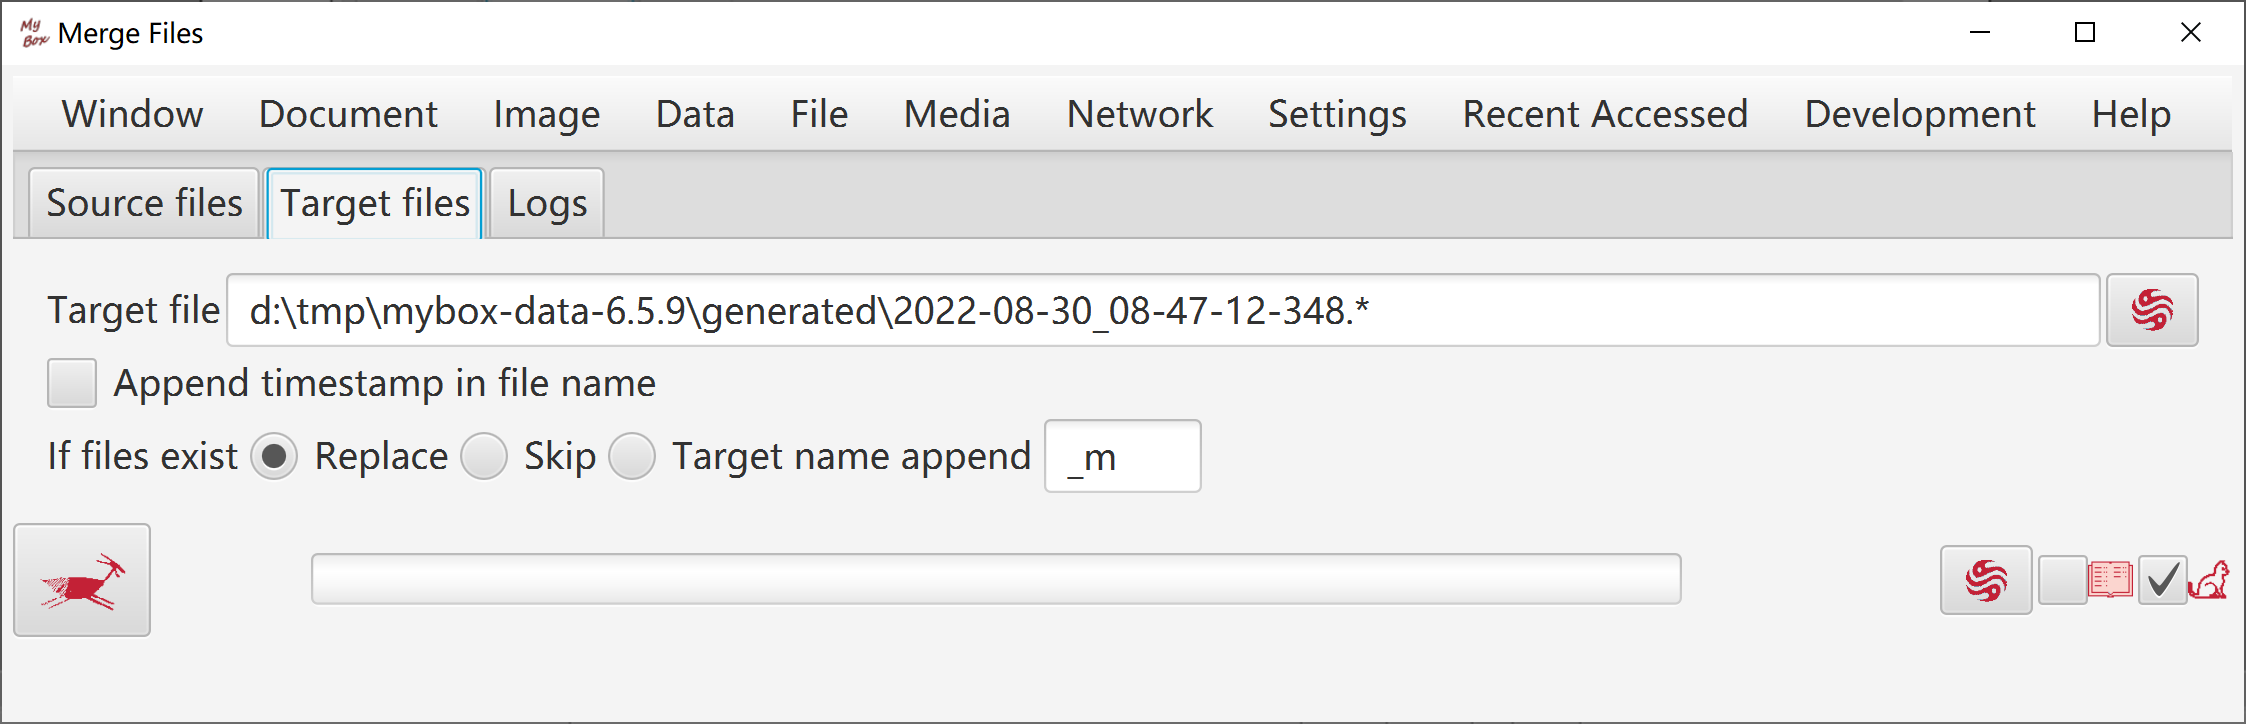 My Box Merge Files
Window Document Image Data File Media Network Settings Recent Accessed Development Help
Source files Target files Logs
Target file d:\tmp\mybox-data-6.5.9\generated\2022-08-30_08-47-12-348.*
Append timestamp in file name
If files exist Replace Skip Target name append _m